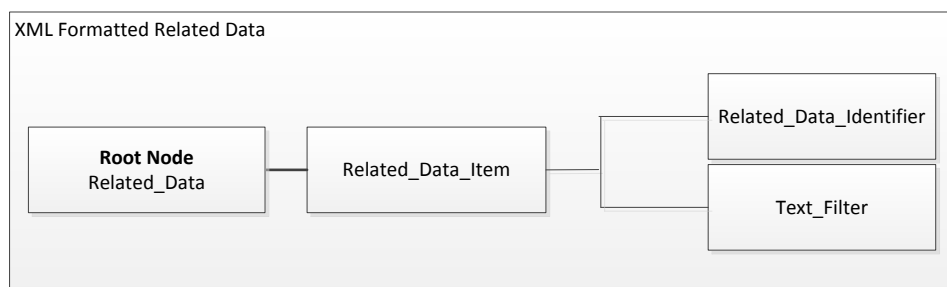 XML Formatted Related Data
Root Node
Related_Data
Related_Data_Item
Related_Data_Identifier
Text_Filter